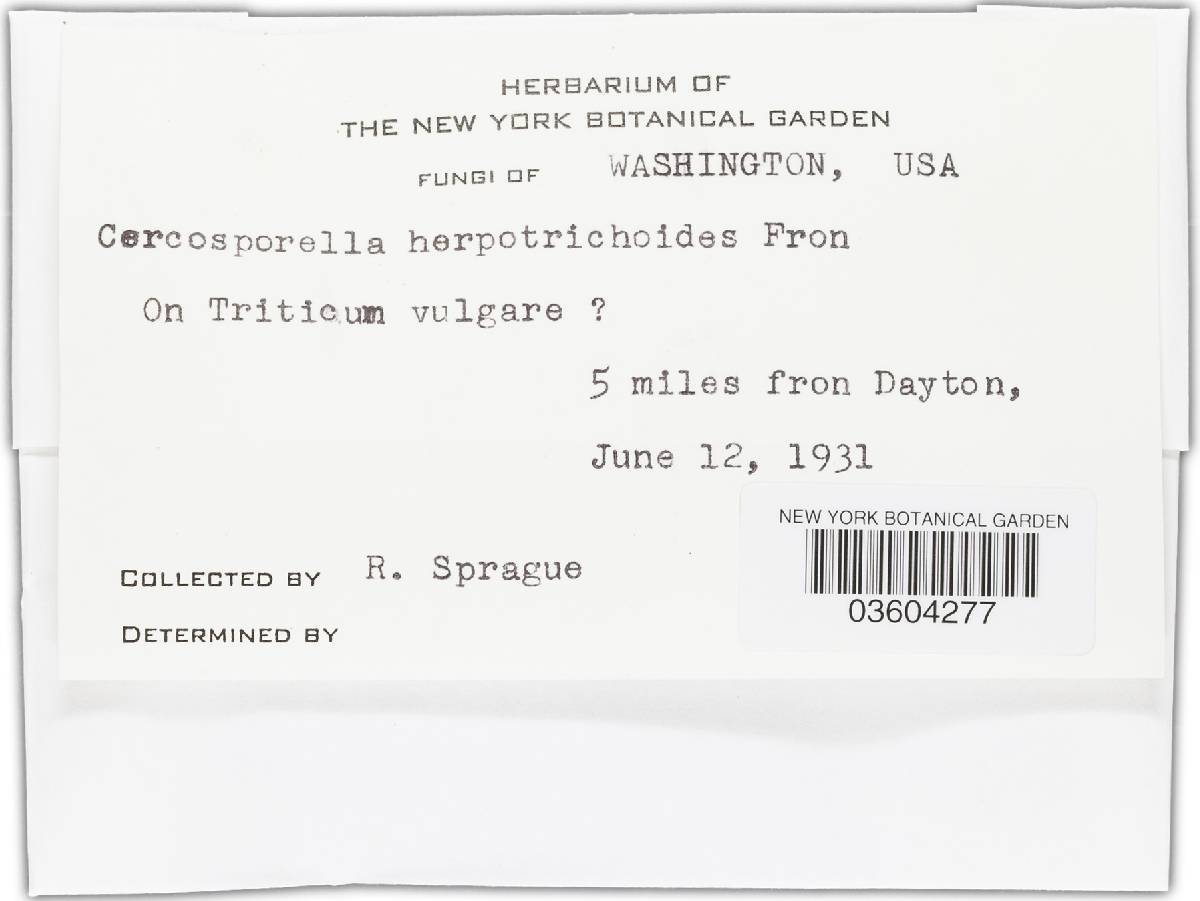 HERBARIUM OF
THE NEW YORK BOTANICAL GARDEN
FUNGI OF WASHINGTON, USA
Cercosporella herpotrichoides Fron
On Triticum vulgare ?
5 miles fron Dayton,
June 12, 1931
NEW YORK BOTANICAL GARDEN
03604277
COLLECTED BY R. Sprague
DETERMINED BY